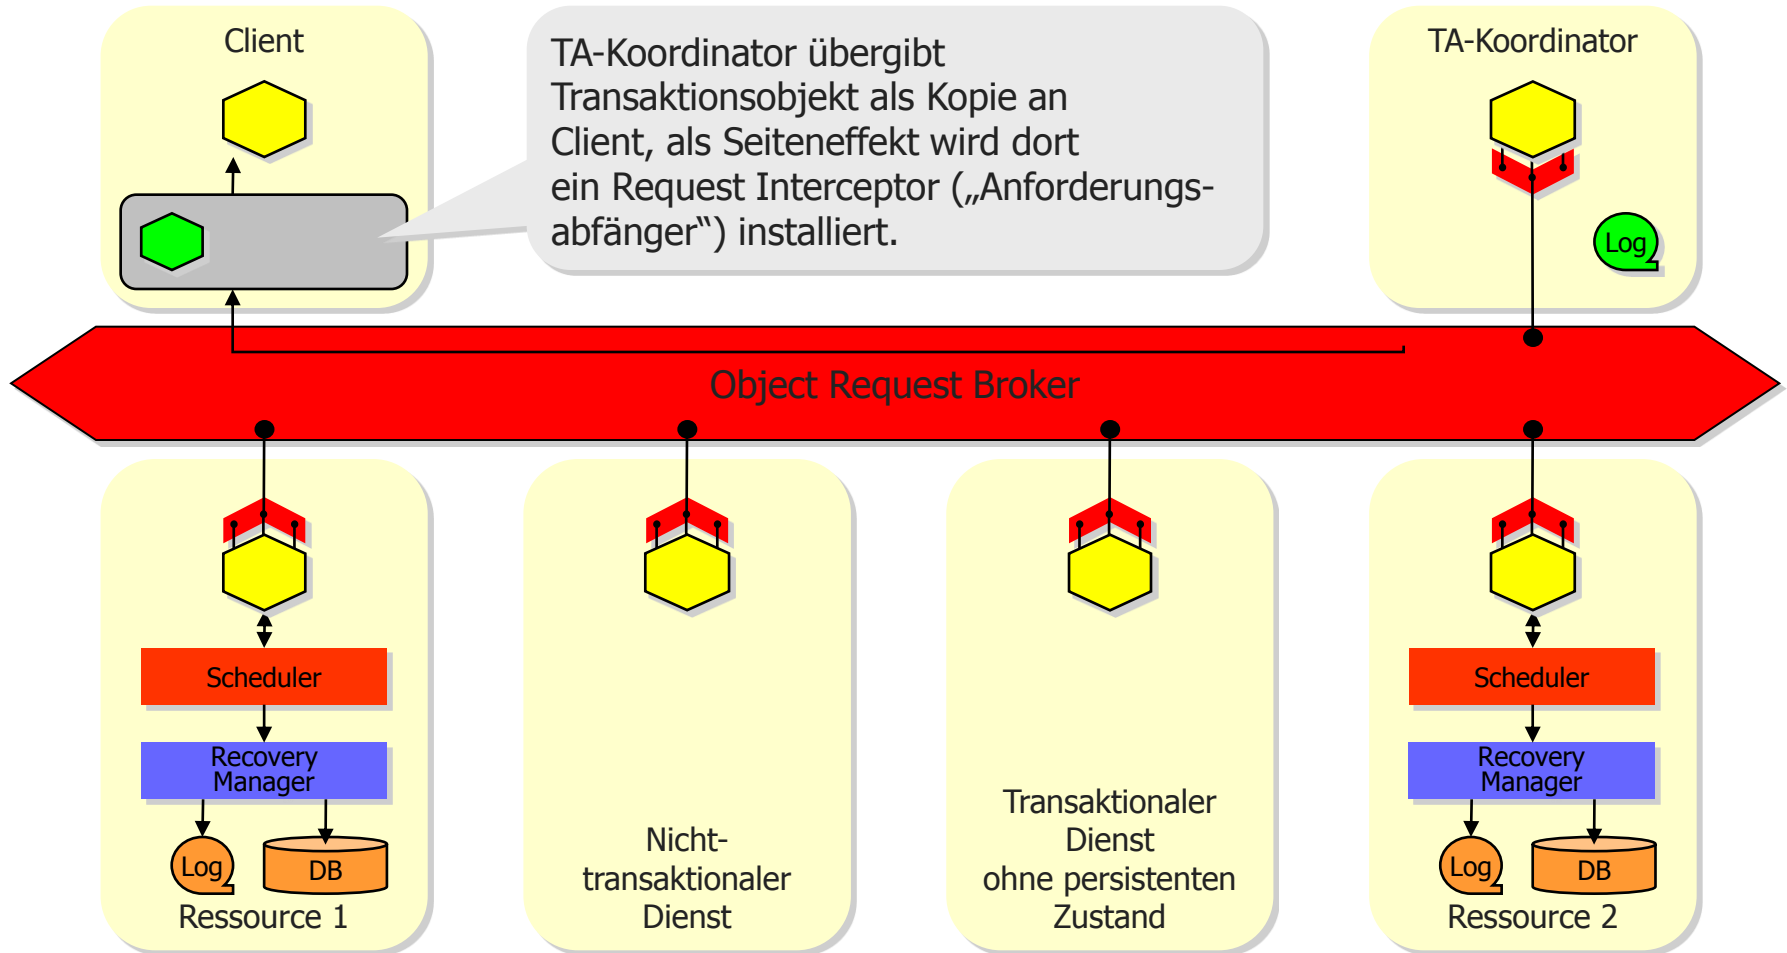 Client
TA-Koordinator übergibt
Transaktionsobjekt als Kopie an
Client, als Seiteneffekt wird dort
ein Request Interceptor („Anforderungs-
abfänger“) installiert.
TA-Koordinator
Log
Object Request Broker
Scheduler
Recovery
Manager
Log
DB
Ressource 1
Nicht-
transaktionaler
Dienst
Transaktionaler
Dienst
ohne persistenten
Zustand
Scheduler
Recovery
Manager
Log
DB
Ressource 2